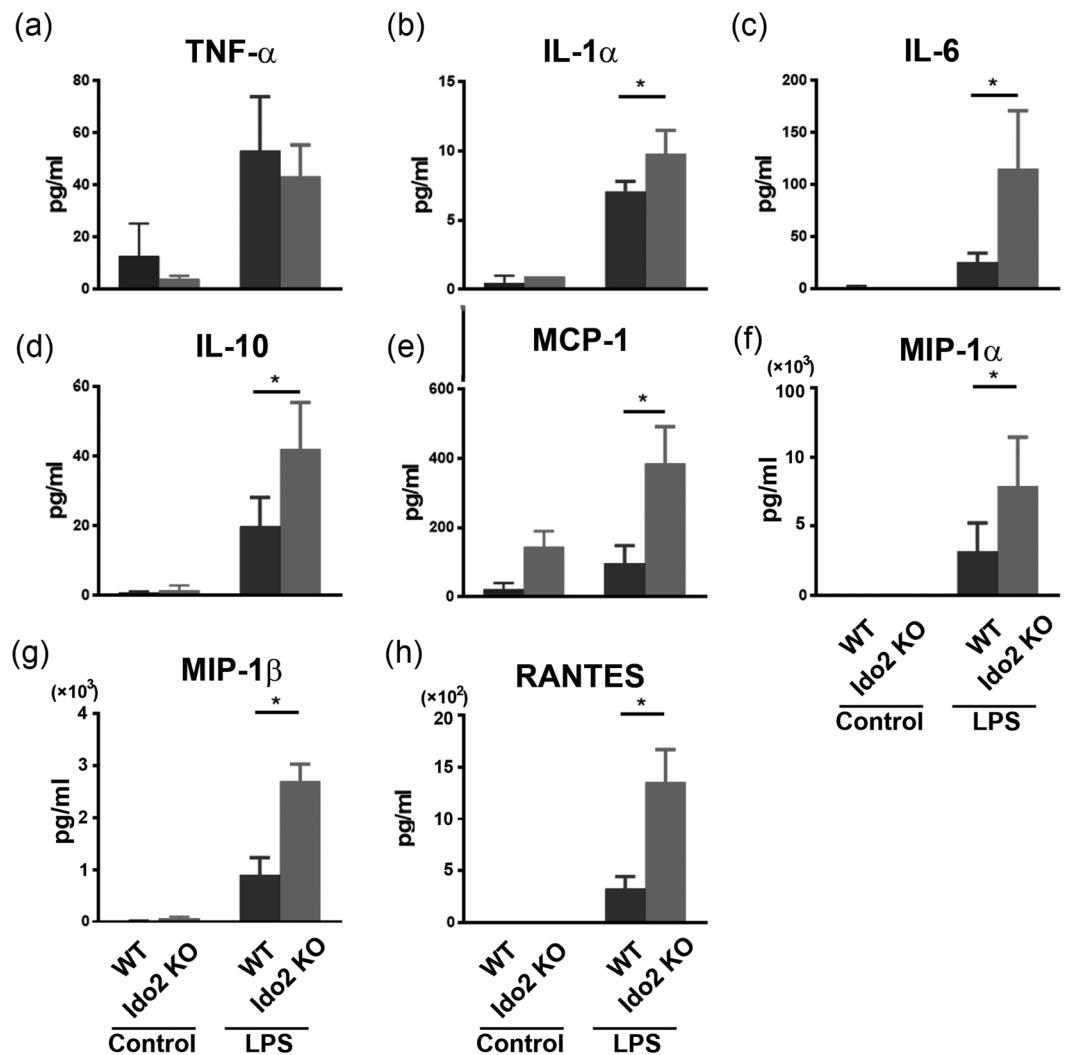 (a)
TNF-α
80
60
40
20
0
pg/ml
(b)
IL-1α
15
10
5
0
pg/ml
*
(c)
IL-6
200
150
100
50
0
pg/ml
*
(d)
IL-10
60
40
20
0
pg/ml
*
(e)
MCP-1
600
400
200
0
pg/ml
*
(f)
MIP-1α
(×10³)
100
10
5
0
pg/ml
*
WT
Ido2 KO
WT
Ido2 KO
Control
LPS
(g)
MIP-1β
(×10³)
4
3
2
1
0
pg/ml
*
WT
Ido2 KO
WT
Ido2 KO
Control
LPS
(h)
RANTES
(×10²)
20
15
10
5
0
pg/ml
*
WT
Ido2 KO
WT
Ido2 KO
Control
LPS